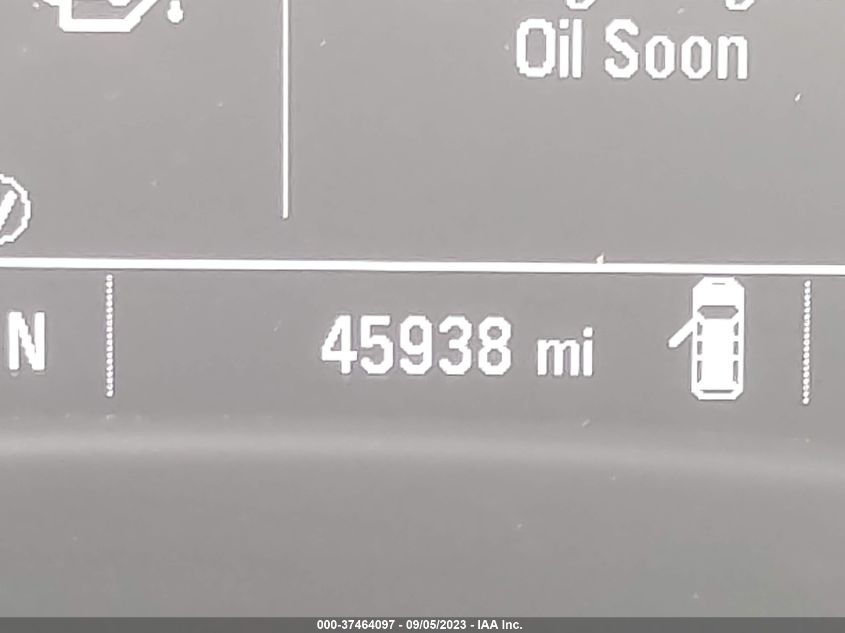 Oil Soon
N
45938 mi
000-37464097 - 09/05/2023 - IAA Inc.